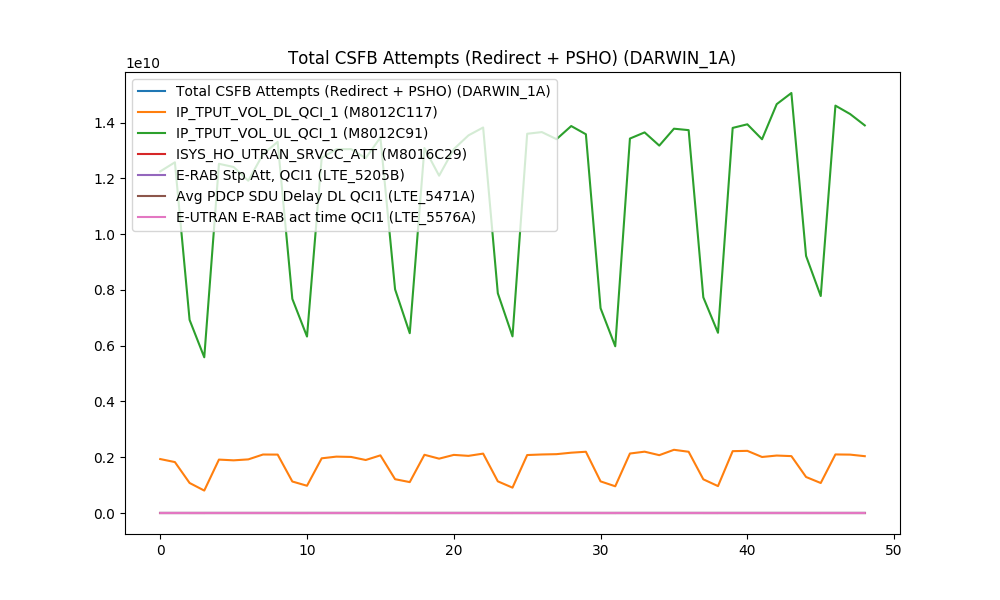 Total CSFB Attempts (Redirect + PSHO) (DARWIN_1A)
1e10
Total CSFB Attempts (Redirect + PSHO) (DARWIN_1A)
IP_TPUT_VOL_DL_QCI_1 (M8012C117)
IP_TPUT_VOL_UL_QCI_1 (M8012C91)
ISYS_HO_UTRAN_SRVCC_ATT (M8016C29)
E-RAB Stp Att, QCI1 (LTE_5205B)
Avg PDCP SDU Delay DL QCI1 (LTE_5471A)
E-UTRAN E-RAB act time QCI1 (LTE_5576A)
1.4
1.2
1.0
0.8
0.6
0.4
0.2
0.0
0 10 20 30 40 50